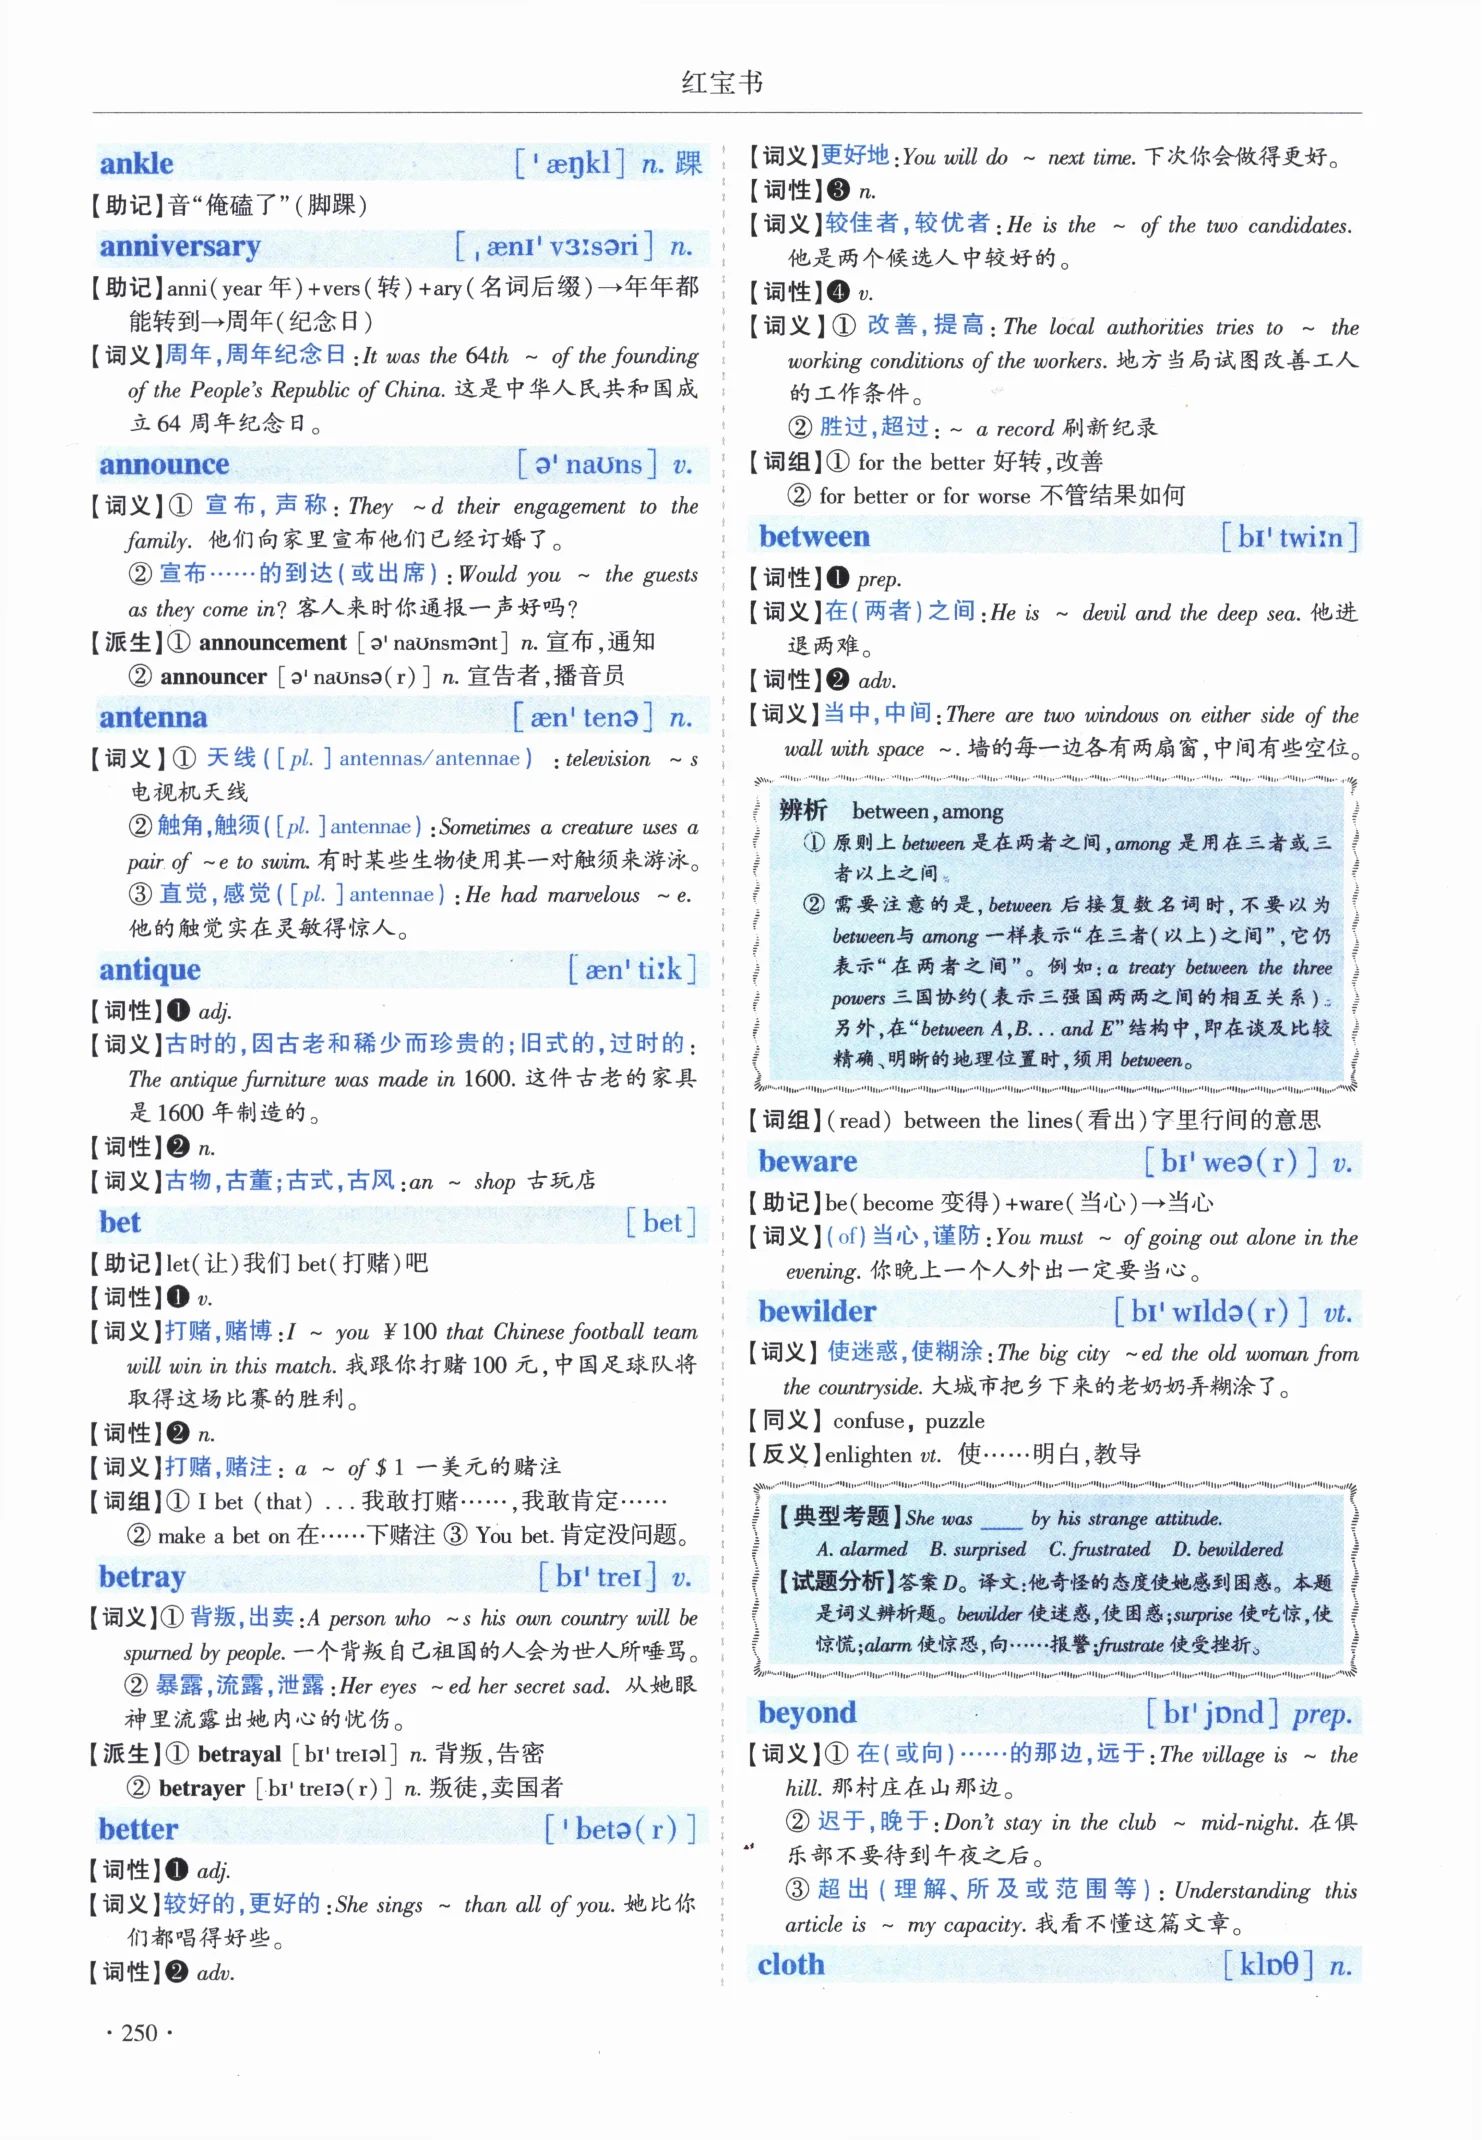 红宝书
ankle [ˈæŋkl] n. 踝
【助记】音“俺磕了”(脚踝)
anniversary [ˌænɪˈvɜːsəri] n.
【助记】anni(year 年)+vers(转)+ary(名词后缀)→年年都
能转到→周年(纪念日)
【词义】周年,周年纪念日:It was the 64th ~ of the founding
of the People's Republic of China. 这是中华人民共和国成
立 64 周年纪念日。
announce [əˈnaʊns] v.
【词义】① 宣布,声称: They ~d their engagement to the
family. 他们向家里宣布他们已经订婚了。
② 宣布……的到达(或出席):Would you ~ the guests
as they come in? 客人来时你通报一声好吗?
【派生】① announcement [əˈnaʊnsmənt] n. 宣布,通知
② announcer [əˈnaʊnsə(r)] n. 宣告者,播音员
antenna [ænˈtenə] n.
【词义】① 天线([pl.] antennas/antennae) :television ~s
电视机天线
② 触角,触须([pl.]antennae):Sometimes a creature uses a
pair of ~e to swim. 有时某些生物使用其一对触须来游泳。
③ 直觉,感觉([pl.]antennae):He had marvelous ~e.
他的触觉实在灵敏得惊人。
antique [ænˈtiːk]
【词性】❶ adj.
【词义】古时的,因古老和稀少而珍贵的;旧式的,过时的:
The antique furniture was made in 1600. 这件古老的家具
是 1600 年制造的。
【词性】❷ n.
【词义】古物,古董;古式,古风:an ~ shop 古玩店
bet [bet]
【助记】let(让)我们 bet(打赌)吧
【词性】❶ v.
【词义】打赌,赌博:I ~ you ¥100 that Chinese football team
will win in this match. 我跟你打赌 100 元,中国足球队将
取得这场比赛的胜利。
【词性】❷ n.
【词义】打赌,赌注: a ~ of $1 一美元的赌注
【词组】① I bet (that) ...我敢打赌……,我敢肯定……
② make a bet on 在……下赌注 ③ You bet. 肯定没问题。
betray [bɪˈtreɪ] v.
【词义】① 背叛,出卖:A person who ~s his own country will be
spurned by people. 一个背叛自己祖国的人会为世人所唾骂。
② 暴露,流露,泄露:Her eyes ~ed her secret sad. 从她眼
神里流露出她内心的忧伤。
【派生】① betrayal [bɪˈtreɪəl] n. 背叛,告密
② betrayer [bɪˈtreɪə(r)] n. 叛徒,卖国者
better [ˈbetə(r)]
【词性】❶ adj.
【词义】较好的,更好的:She sings ~ than all of you. 她比你
们都唱得好些。
【词性】❷ adv.
【词义】更好地:You will do ~ next time. 下次你会做得更好。
【词性】❸ n.
【词义】较佳者,较优者:He is the ~ of the two candidates.
他是两个候选人中较好的。
【词性】❹ v.
【词义】① 改善,提高: The local authorities tries to ~ the
working conditions of the workers. 地方当局试图改善工人
的工作条件。
② 胜过,超过: ~ a record 刷新纪录
【词组】① for the better 好转,改善
② for better or for worse 不管结果如何
between [bɪˈtwiːn]
【词性】❶ prep.
【词义】在(两者)之间:He is ~ devil and the deep sea. 他进
退两难。
【词性】❷ adv.
【词义】当中,中间:There are two windows on either side of the
wall with space ~. 墙的每一边各有两扇窗,中间有些空位。
辨析 between,among
① 原则上 between 是在两者之间,among 是用在三者或三
者以上之间。
② 需要注意的是,between 后接复数名词时,不要以为
between与 among 一样表示“在三者(以上)之间”,它仍
表示“在两者之间”。例如:a treaty between the three
powers 三国协约(表示三强国两两之间的相互关系)。
另外,在“between A,B...and E”结构中,即在谈及比较
精确、明晰的地理位置时,须用 between。
【词组】(read) between the lines(看出)字里行间的意思
beware [bɪˈweə(r)] v.
【助记】be(become 变得)+ware(当心)→当心
【词义】(of)当心,谨防:You must ~ of going out alone in the
evening. 你晚上一个人外出一定要当心。
bewilder [bɪˈwɪldə(r)] vt.
【词义】 使迷惑,使糊涂:The big city ~ed the old woman from
the countryside. 大城市把乡下来的老奶奶弄糊涂了。
【同义】 confuse, puzzle
【反义】enlighten vt. 使……明白,教导
【典型考题】She was ____ by his strange attitude.
A. alarmed B. surprised C. frustrated D. bewildered
【试题分析】答案 D。译文:他奇怪的态度使她感到困惑。本题
是词义辨析题。bewilder 使迷惑,使困惑;surprise 使吃惊,使
惊慌;alarm 使惊恐,向……报警;frustrate 使受挫折。
beyond [bɪˈjɒnd] prep.
【词义】① 在(或向)……的那边,远于:The village is ~ the
hill. 那村庄在山那边。
② 迟于,晚于:Don't stay in the club ~ mid-night. 在俱
乐部不要待到午夜之后。
③ 超出(理解、所及或范围等): Understanding this
article is ~ my capacity. 我看不懂这篇文章。
cloth [klɒθ] n.
·250·